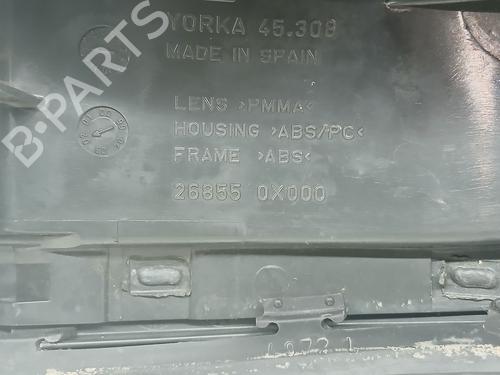 YORKA 45.308
MADE IN SPAIN
B-PARTS
LENS >PMMA<
HOUSING >ABS/PC<
FRAME >ABS<
26855 0X000